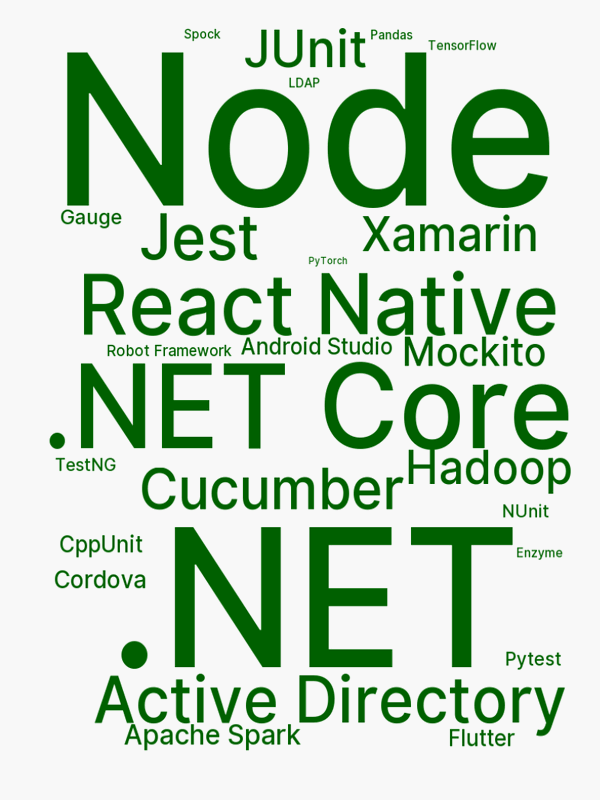 Spock
JUnit
Pandas
TensorFlow
LDAP
Node
Gauge
Jest
Xamarin
PyTorch
React Native
Robot Framework
Android Studio
Mockito
.NET Core
TestNG
Hadoop
Cucumber
NUnit
CppUnit
Enzyme
Cordova
.NET
Pytest
Active Directory
Apache Spark
Flutter